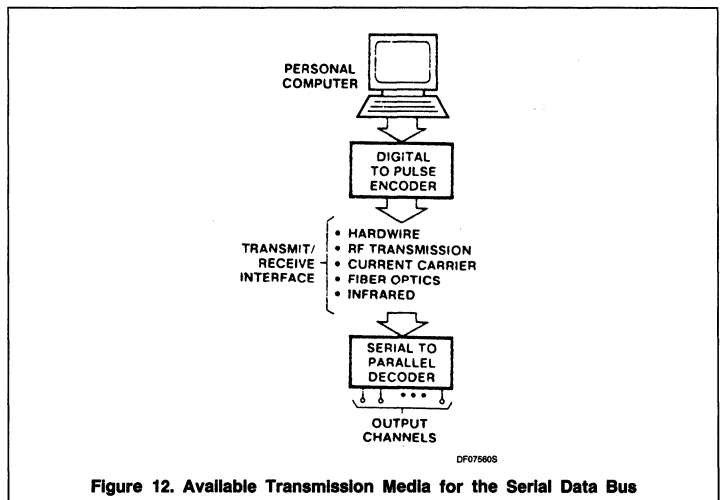 PERSONAL
COMPUTER
DIGITAL
TO PULSE
ENCODER
TRANSMIT/
RECEIVE
INTERFACE
• HARDWIRE
• RF TRANSMISSION
• CURRENT CARRIER
• FIBER OPTICS
• INFRARED
SERIAL TO
PARALLEL
DECODER
OUTPUT
CHANNELS
DF07560S
Figure 12. Available Transmission Media for the Serial Data Bus